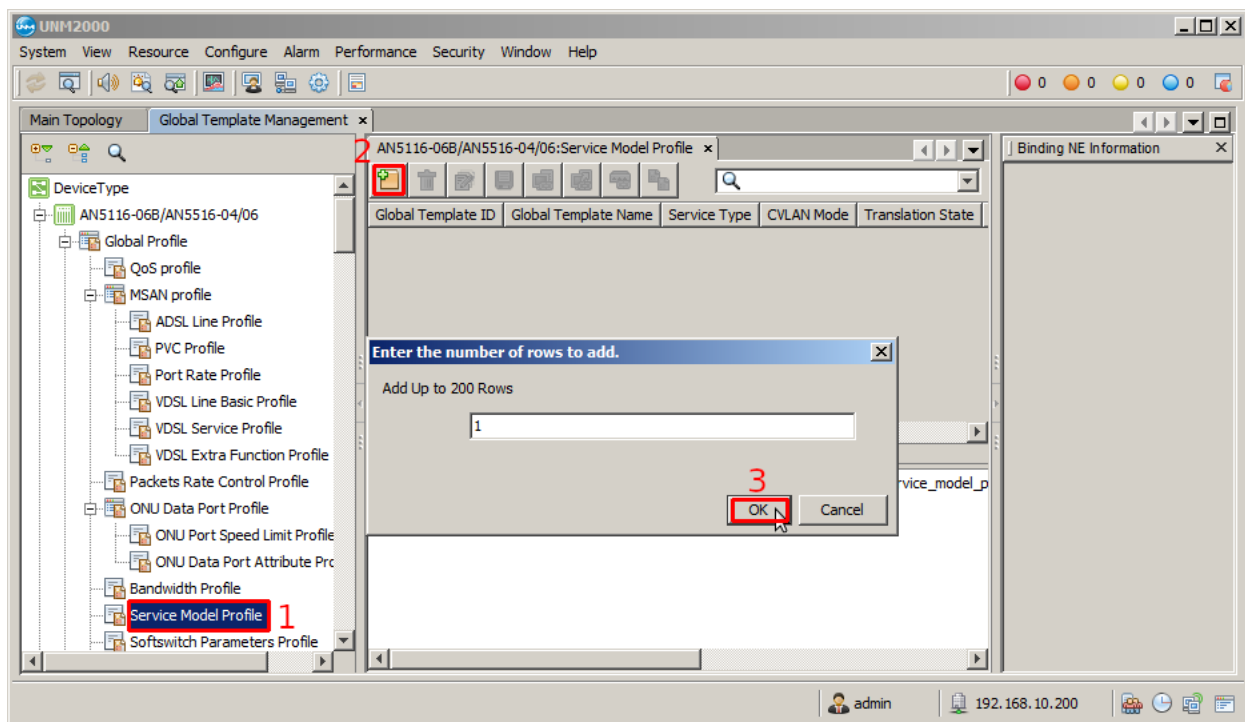 UNM2000
System View Resource Configure Alarm Performance Security Window Help
0 0 0 0
Main Topology Global Template Management
2
AN5116-06B/AN5516-04/06:Service Model Profile
Binding NE Information
DeviceType
AN5116-06B/AN5516-04/06
Global Template ID Global Template Name Service Type CVLAN Mode Translation State
Global Profile
QoS profile
MSAN profile
ADSL Line Profile
PVC Profile
Port Rate Profile
VDSL Line Basic Profile
VDSL Service Profile
VDSL Extra Function Profile
Packets Rate Control Profile
ONU Data Port Profile
ONU Port Speed Limit Profile
ONU Data Port Attribute Pro
Bandwidth Profile
Service Model Profile 1
Softswitch Parameters Profile
Enter the number of rows to add.
Add Up to 200 Rows
1
3
OK Cancel
rvice_model_p
admin 192.168.10.200